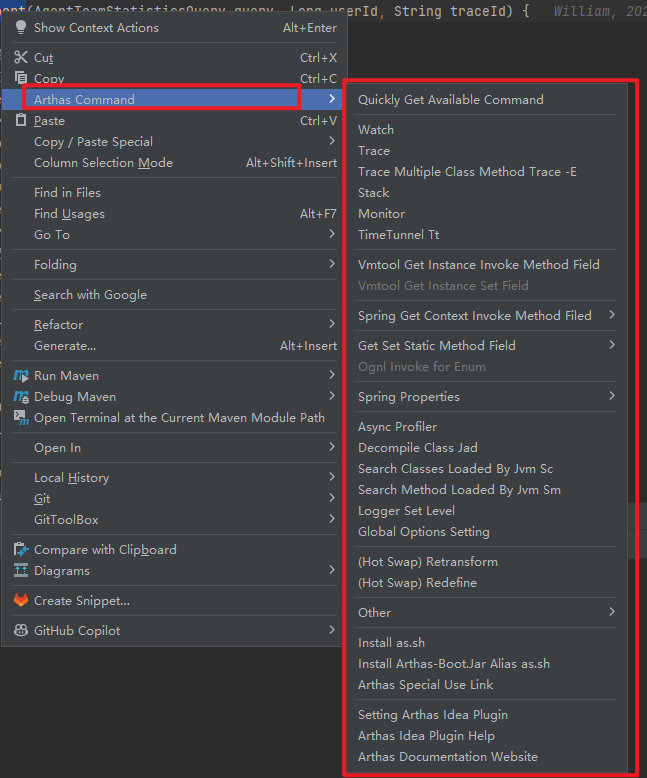 ent(AgentTeamStatisticsQuery query, Long userId, String traceId) {    William, 202
Show Context Actions Alt+Enter
Cut Ctrl+X
Copy Ctrl+C
Arthas Command
Paste Ctrl+V
Copy / Paste Special
Column Selection Mode Alt+Shift+Insert
Find in Files
Find Usages Alt+F7
Go To
Folding
Search with Google
Refactor
Generate... Alt+Insert
Run Maven
Debug Maven
Open Terminal at the Current Maven Module Path
Open In
Local History
Git
GitToolBox
Compare with Clipboard
Diagrams
Create Snippet...
GitHub Copilot
Quickly Get Available Command
Watch
Trace
Trace Multiple Class Method Trace -E
Stack
Monitor
TimeTunnel Tt
Vmtool Get Instance Invoke Method Field
Vmtool Get Instance Set Field
Spring Get Context Invoke Method Filed
Get Set Static Method Field
Ognl Invoke for Enum
Spring Properties
Async Profiler
Decompile Class Jad
Search Classes Loaded By Jvm Sc
Search Method Loaded By Jvm Sm
Logger Set Level
Global Options Setting
(Hot Swap) Retransform
(Hot Swap) Redefine
Other
Install as.sh
Install Arthas-Boot.Jar Alias as.sh
Arthas Special Use Link
Setting Arthas Idea Plugin
Arthas Idea Plugin Help
Arthas Documentation Website